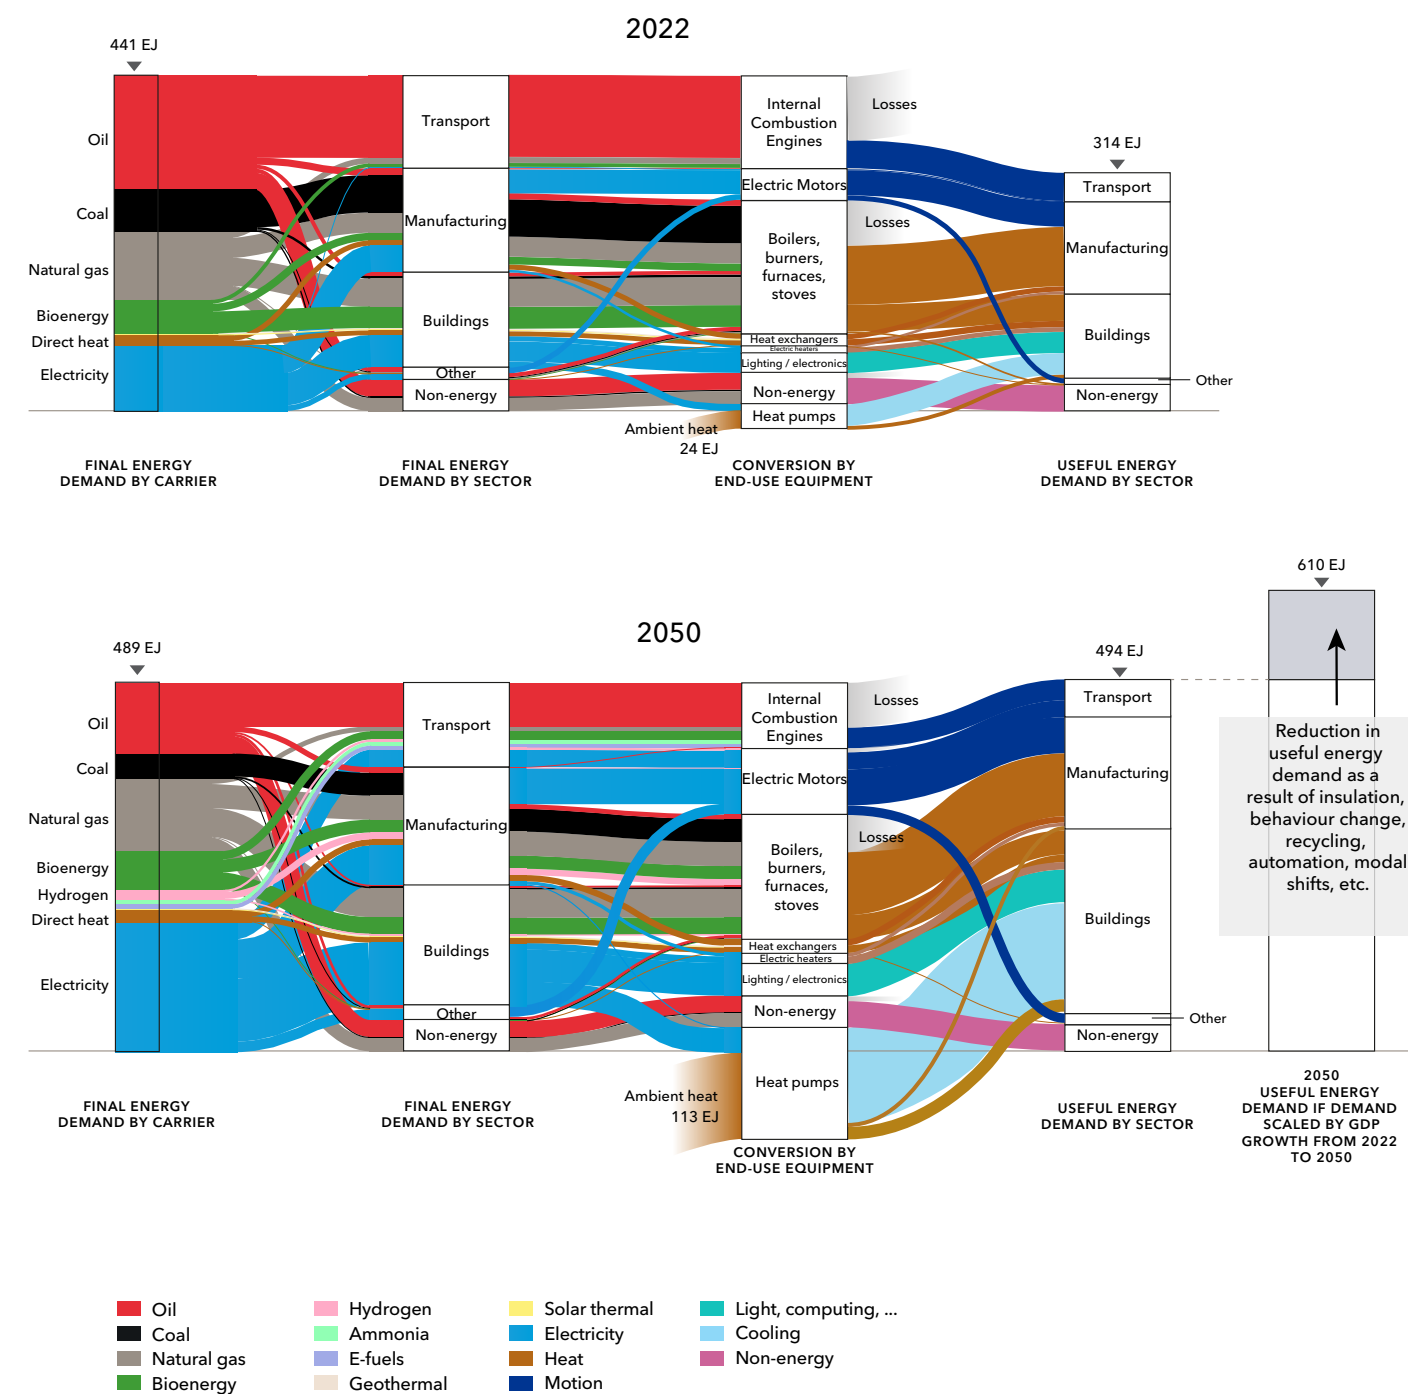 2022
441 EJ
Oil
Coal
Natural gas
Bioenergy
Direct heat
Electricity
Transport
Manufacturing
Buildings
Other
Non-energy
Internal
Combustion
Engines
Electric Motors
Boilers,
burners,
furnaces,
stoves
Heat exchangers
Electric heaters
Lighting / electronics
Non-energy
Heat pumps
Ambient heat
24 EJ
Losses
Losses
314 EJ
Transport
Manufacturing
Buildings
Other
Non-energy
FINAL ENERGY
DEMAND BY CARRIER
FINAL ENERGY
DEMAND BY SECTOR
CONVERSION BY
END-USE EQUIPMENT
USEFUL ENERGY
DEMAND BY SECTOR
2050
489 EJ
Oil
Coal
Natural gas
Bioenergy
Hydrogen
Direct heat
Electricity
Transport
Manufacturing
Buildings
Other
Non-energy
Internal
Combustion
Engines
Electric Motors
Boilers,
burners,
furnaces,
stoves
Heat exchangers
Electric heaters
Lighting / electronics
Non-energy
Heat pumps
Ambient heat
113 EJ
Losses
Losses
494 EJ
Transport
Manufacturing
Buildings
Other
Non-energy
610 EJ
Reduction in
useful energy
demand as a
result of insulation,
behaviour change,
recycling,
automation, modal
shifts, etc.
FINAL ENERGY
DEMAND BY CARRIER
FINAL ENERGY
DEMAND BY SECTOR
CONVERSION BY
END-USE EQUIPMENT
USEFUL ENERGY
DEMAND BY SECTOR
2050
USEFUL ENERGY
DEMAND IF DEMAND
SCALED BY GDP
GROWTH FROM 2022
TO 2050
Oil
Coal
Natural gas
Bioenergy
Hydrogen
Ammonia
E-fuels
Geothermal
Solar thermal
Electricity
Heat
Motion
Light, computing, ...
Cooling
Non-energy